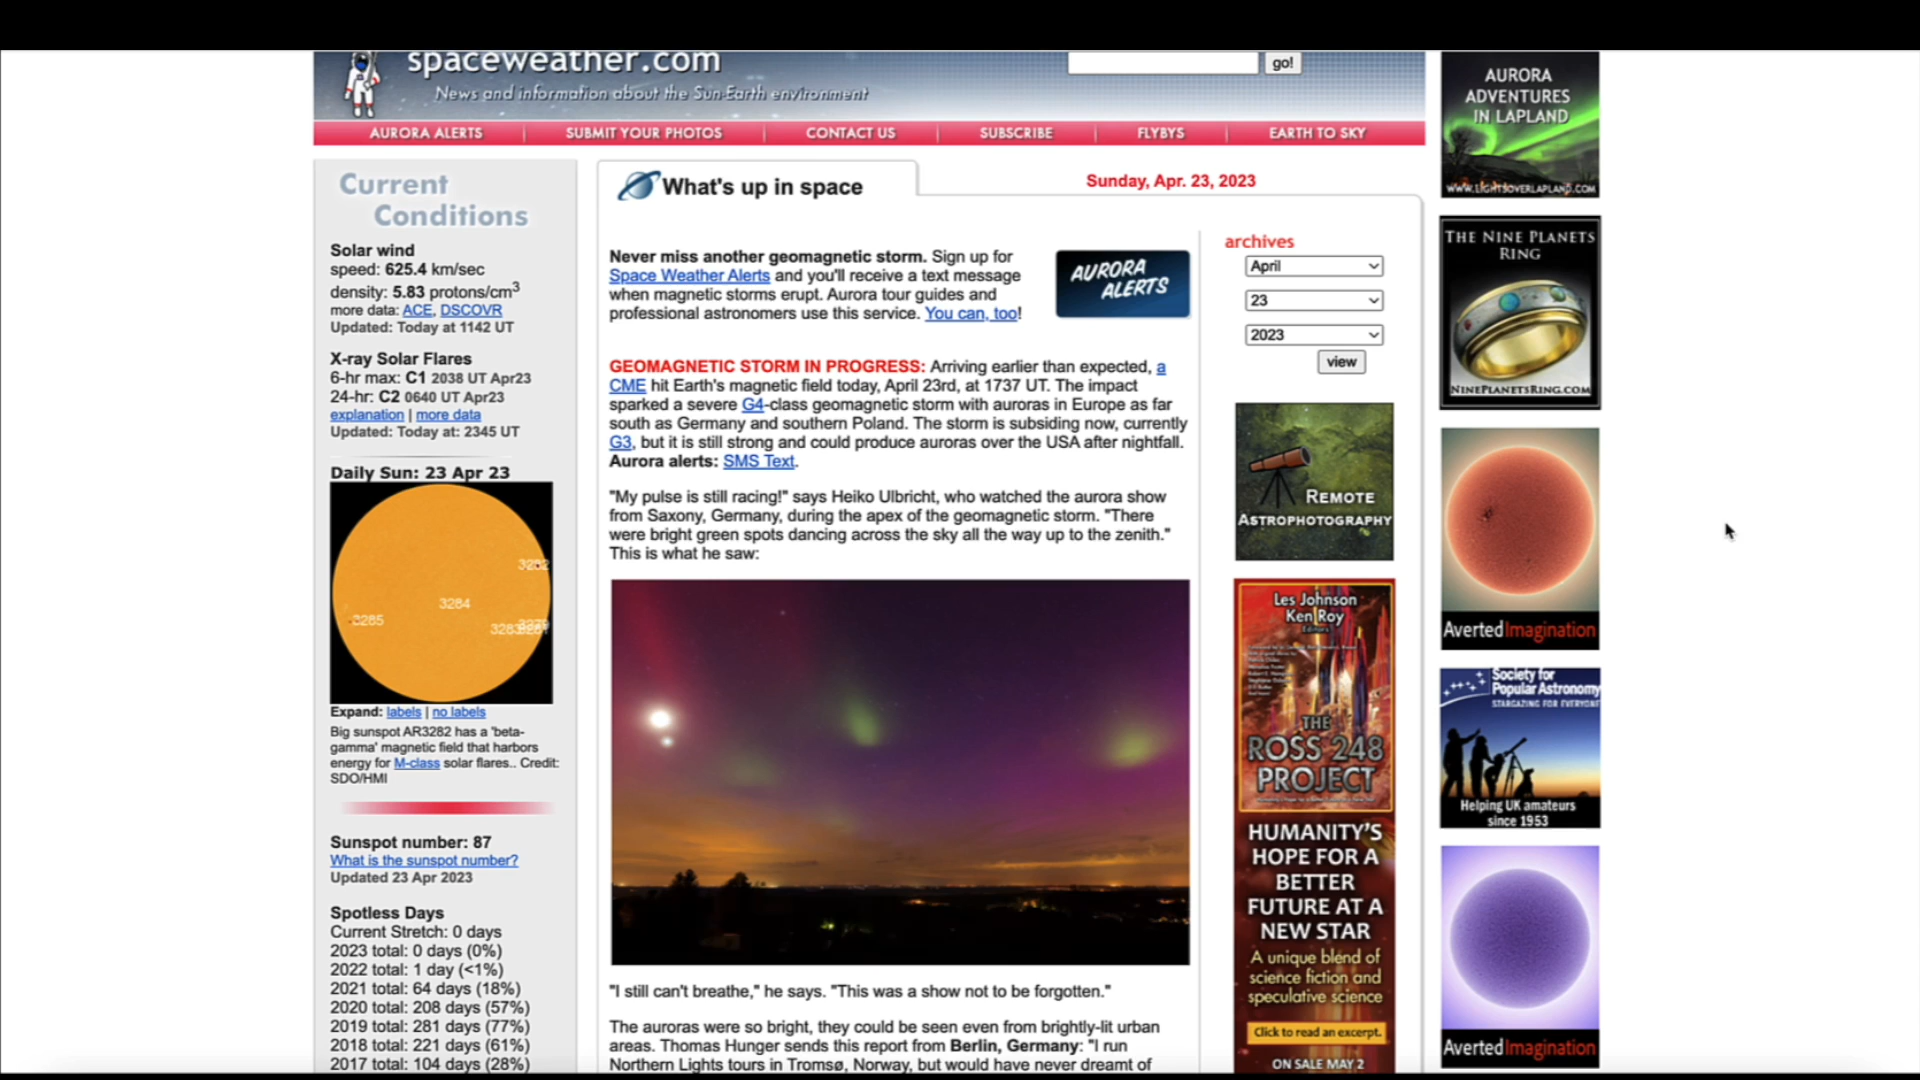 spaceweather.com
News and information about the Sun-Earth environment
go!
AURORA ALERTS
SUBMIT YOUR PHOTOS
CONTACT US
SUBSCRIBE
FLYBYS
EARTH TO SKY
Current
Conditions
Solar wind
speed: 625.4 km/sec
density: 5.83 protons/cm3
more data: ACE, DSCOVR
Updated: Today at 1142 UT
X-ray Solar Flares
6-hr max: C1 2038 UT Apr23
24-hr: C2 0640 UT Apr23
explanation | more data
Updated: Today at: 2345 UT
Daily Sun: 23 Apr 23
3282
3284
3285
Expand: labels | no labels
Big sunspot AR3282 has a 'beta-
gamma' magnetic field that harbors
energy for M-class solar flares.. Credit:
SDO/HMI
Sunspot number: 87
What is the sunspot number?
Updated 23 Apr 2023
Spotless Days
Current Stretch: 0 days
2023 total: 0 days (0%)
2022 total: 1 day (<1%)
2021 total: 64 days (18%)
2020 total: 208 days (57%)
2019 total: 281 days (77%)
2018 total: 221 days (61%)
2017 total: 104 days (28%)
What's up in space
Sunday, Apr. 23, 2023
Never miss another geomagnetic storm. Sign up for
Space Weather Alerts and you'll receive a text message
when magnetic storms erupt. Aurora tour guides and
professional astronomers use this service. You can, too!
AURORA
ALERTS
GEOMAGNETIC STORM IN PROGRESS: Arriving earlier than expected, a
CME hit Earth's magnetic field today, April 23rd, at 1737 UT. The impact
sparked a severe G4-class geomagnetic storm with auroras in Europe as far
south as Germany and southern Poland. The storm is subsiding now, currently
G3, but it is still strong and could produce auroras over the USA after nightfall.
Aurora alerts: SMS Text.
"My pulse is still racing!" says Heiko Ulbricht, who watched the aurora show
from Saxony, Germany, during the apex of the geomagnetic storm. "There
were bright green spots dancing across the sky all the way up to the zenith."
This is what he saw:
"I still can't breathe," he says. "This was a show not to be forgotten."
The auroras were so bright, they could be seen even from brightly-lit urban
areas. Thomas Hunger sends this report from Berlin, Germany: "I run
Northern Lights tours in Tromsø, Norway, but would have never dreamt of
archives
April
23
2023
view
REMOTE
ASTROPHOTOGRAPHY
Les Johnson
Ken Roy
Editors
THE
ROSS 248
PROJECT
HUMANITY'S
HOPE FOR A
BETTER
FUTURE AT A
NEW STAR
A unique blend of
science fiction and
speculative science
Click to read an excerpt.
ON SALE MAY 2
AURORA
ADVENTURES
IN LAPLAND
WWW.LIGHTSOVERLAPLAND.COM
THE NINE PLANETS
RING
NINEPLANETSRING.COM
AvertedImagination
Society for
Popular Astronomy
STARGAZING FOR EVERYONE
Helping UK amateurs
since 1953
AvertedImagination